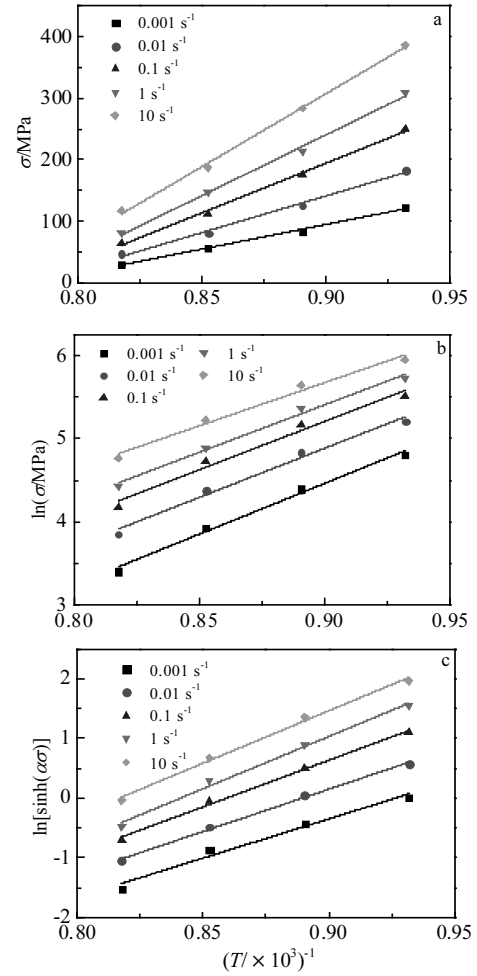 a
0.001 s⁻¹
0.01 s⁻¹
0.1 s⁻¹
1 s⁻¹
10 s⁻¹
σ/MPa
400
300
200
100
0
0.80 0.85 0.90 0.95
b
0.001 s⁻¹ 1 s⁻¹
0.01 s⁻¹ 10 s⁻¹
0.1 s⁻¹
ln(σ/MPa)
6
5
4
3
0.80 0.85 0.90 0.95
c
0.001 s⁻¹
0.01 s⁻¹
0.1 s⁻¹
1 s⁻¹
10 s⁻¹
ln[sinh(ασ)]
2
1
0
-1
-2
0.80 0.85 0.90 0.95
(T/ × 10³)⁻¹